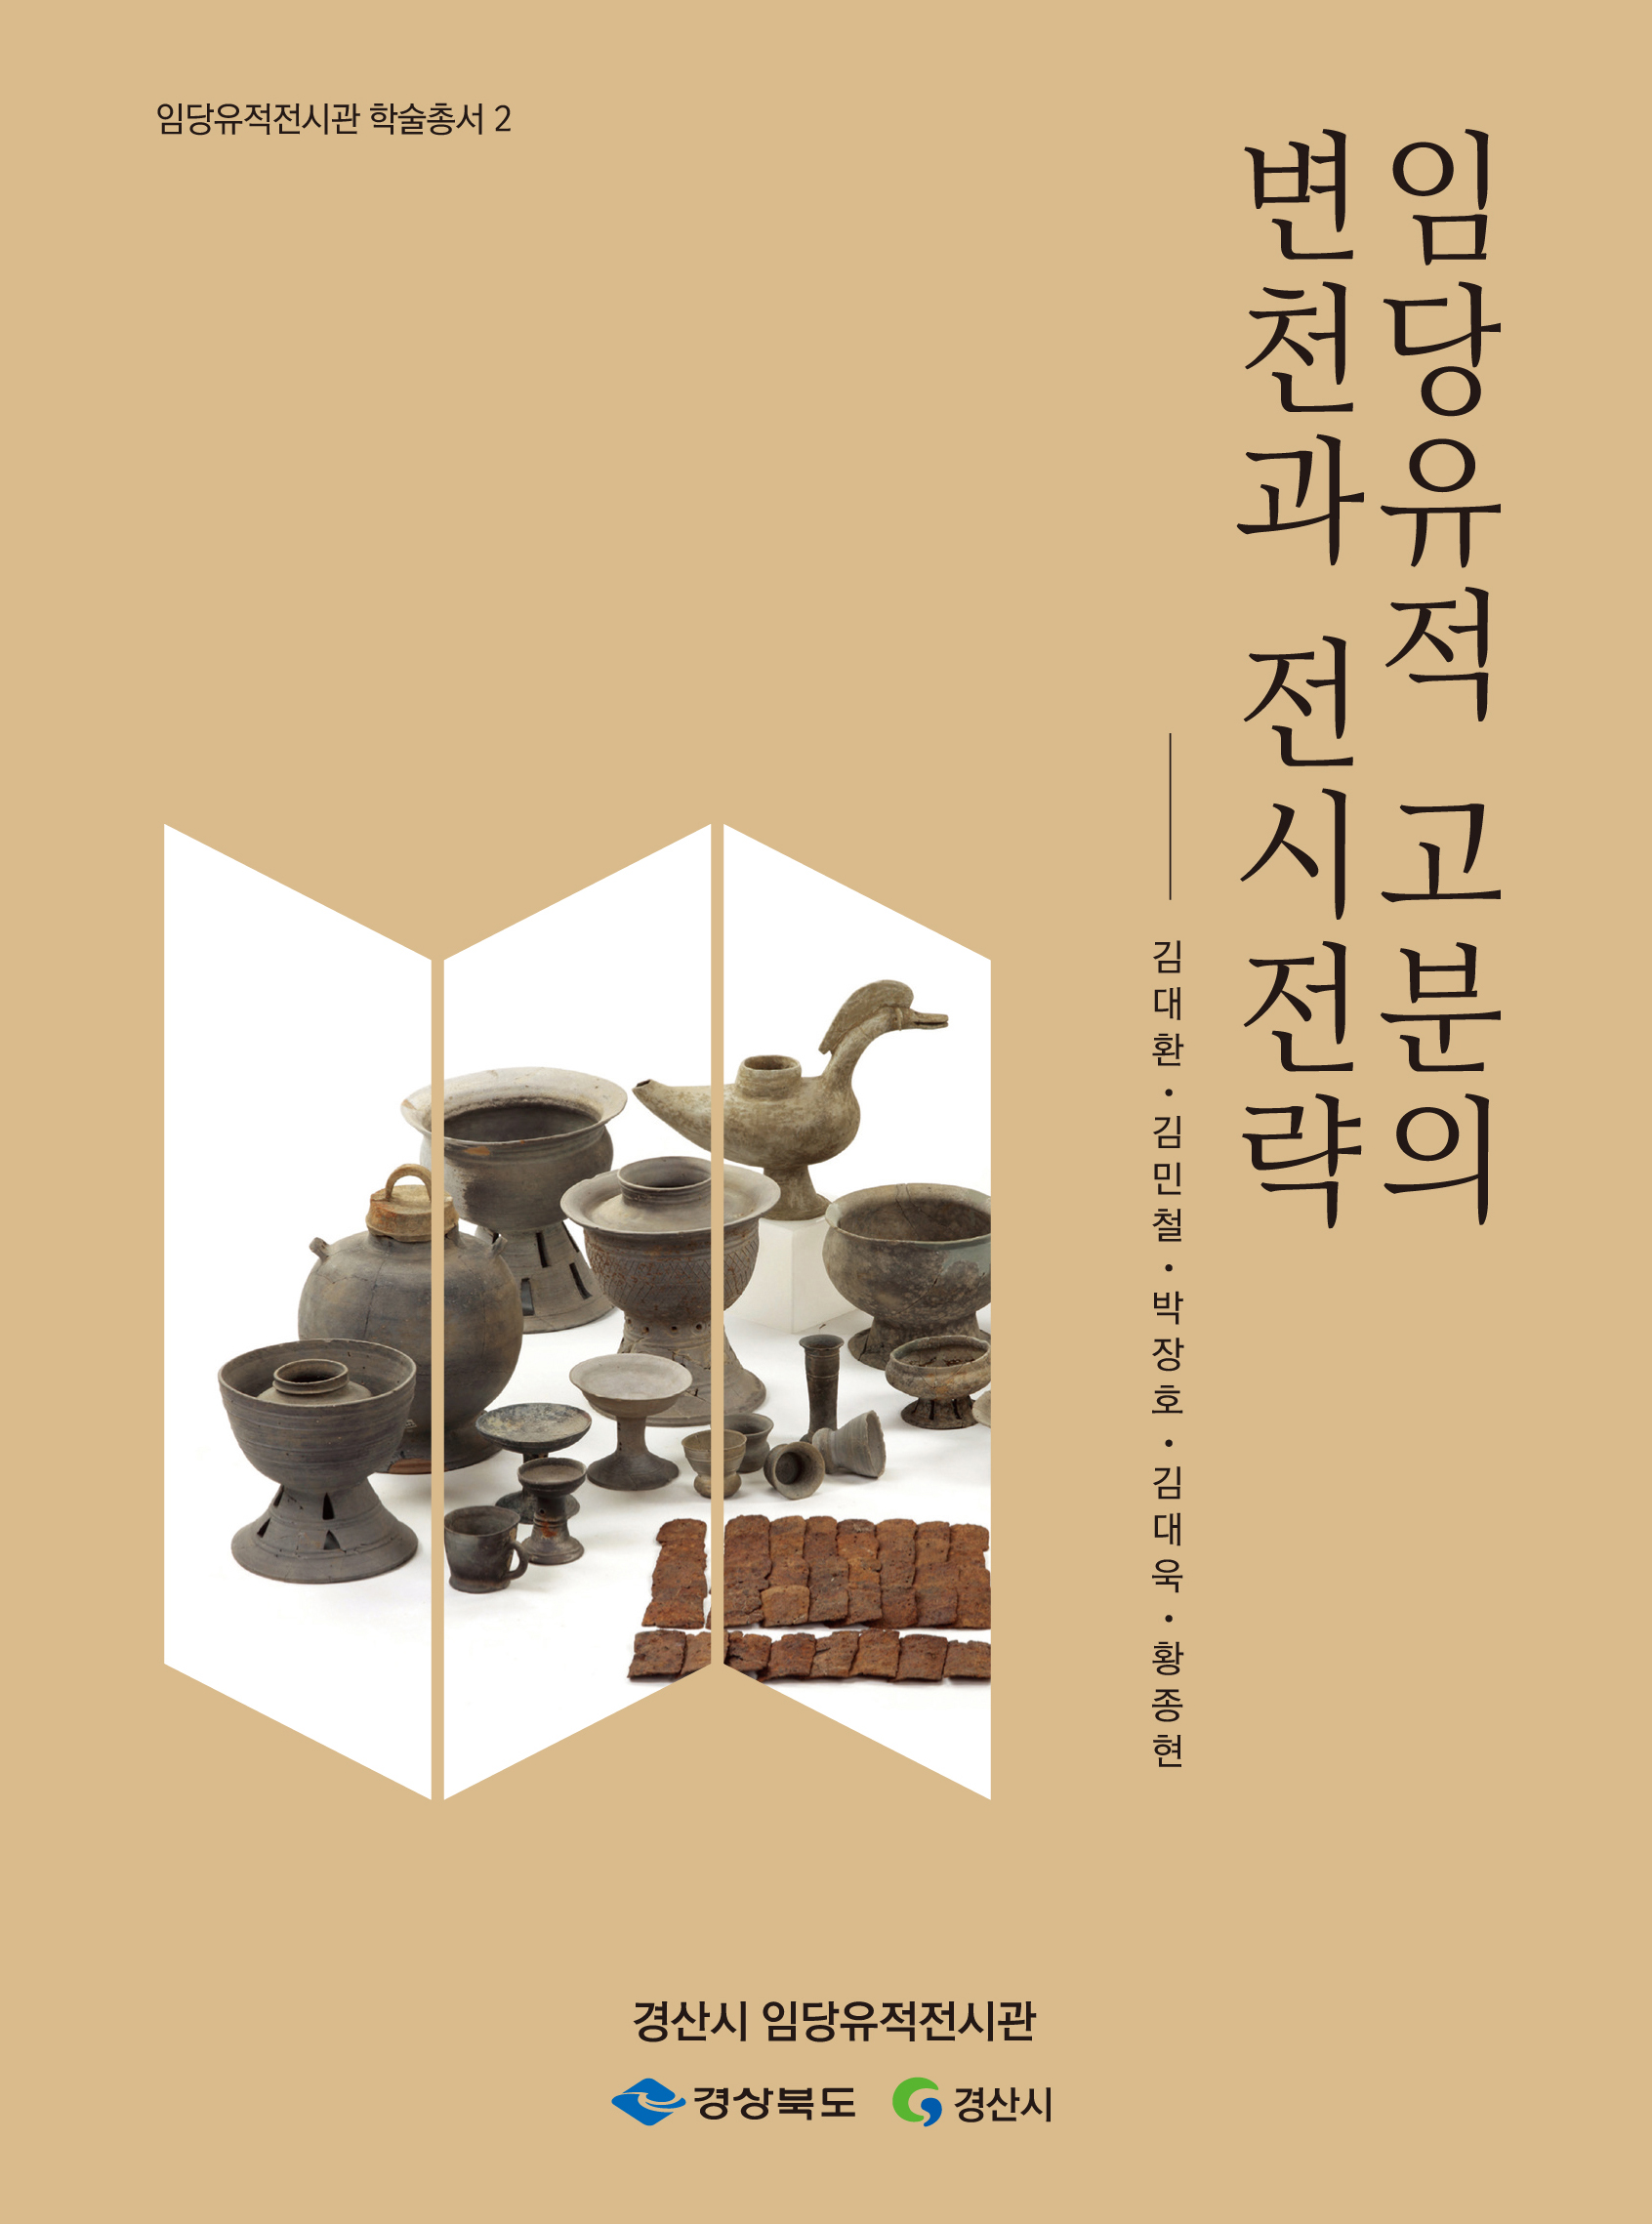 임당유적전시관 학술총서 2
임당유적 고분의
변천과 전시전략
김대환·김민철·박장호·김대욱·황종현
경산시 임당유적전시관
경상북도
경산시